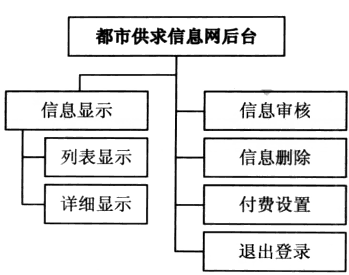 都市供求信息网后台
信息显示
列表显示
详细显示
信息审核
信息删除
付费设置
退出登录